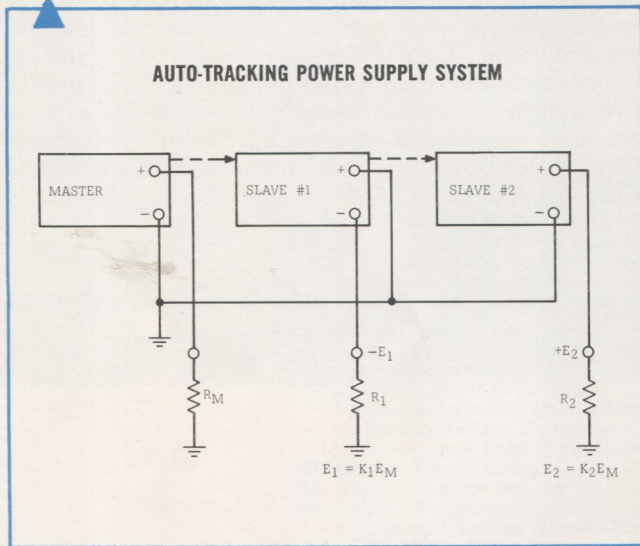 AUTO-TRACKING POWER SUPPLY SYSTEM
MASTER + -
SLAVE #1 + -
SLAVE #2 + -
-E1
+E2
RM
R1
R2
E1 = K1EM
E2 = K2EM